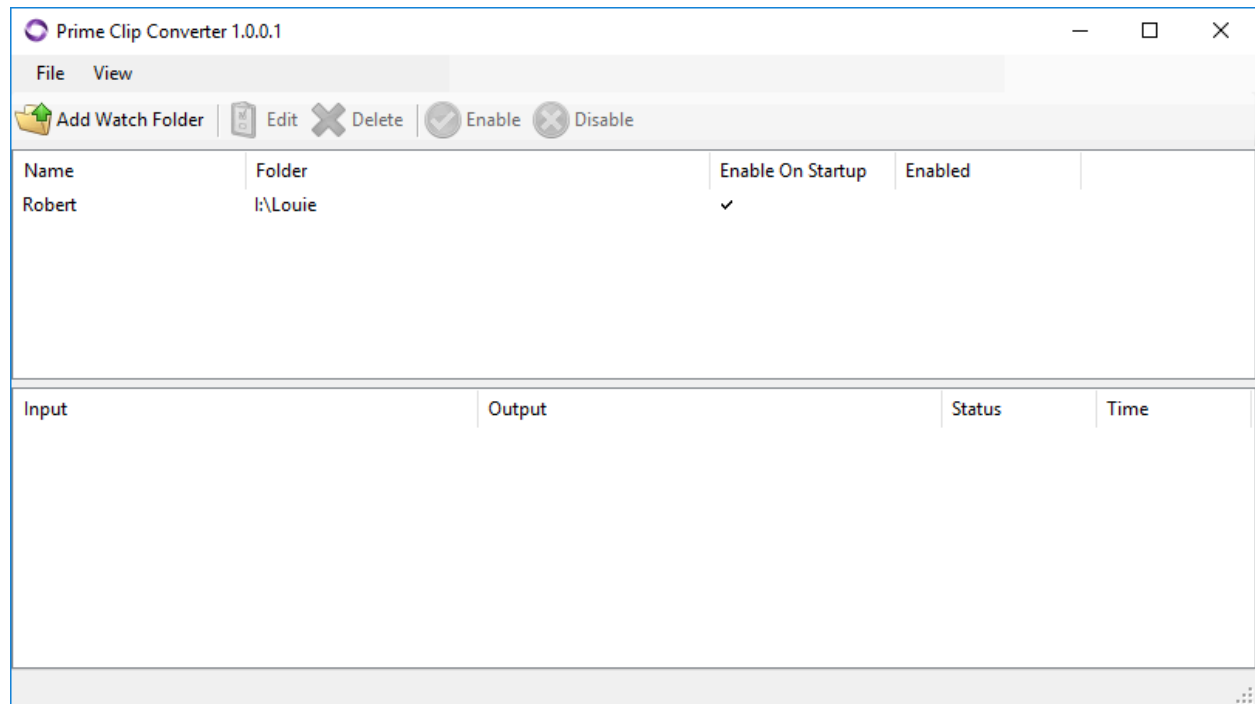 Prime Clip Converter 1.0.0.1
File View
Add Watch Folder Edit Delete Enable Disable
Name Folder Enable On Startup Enabled
Robert I:\Louie
Input Output Status Time